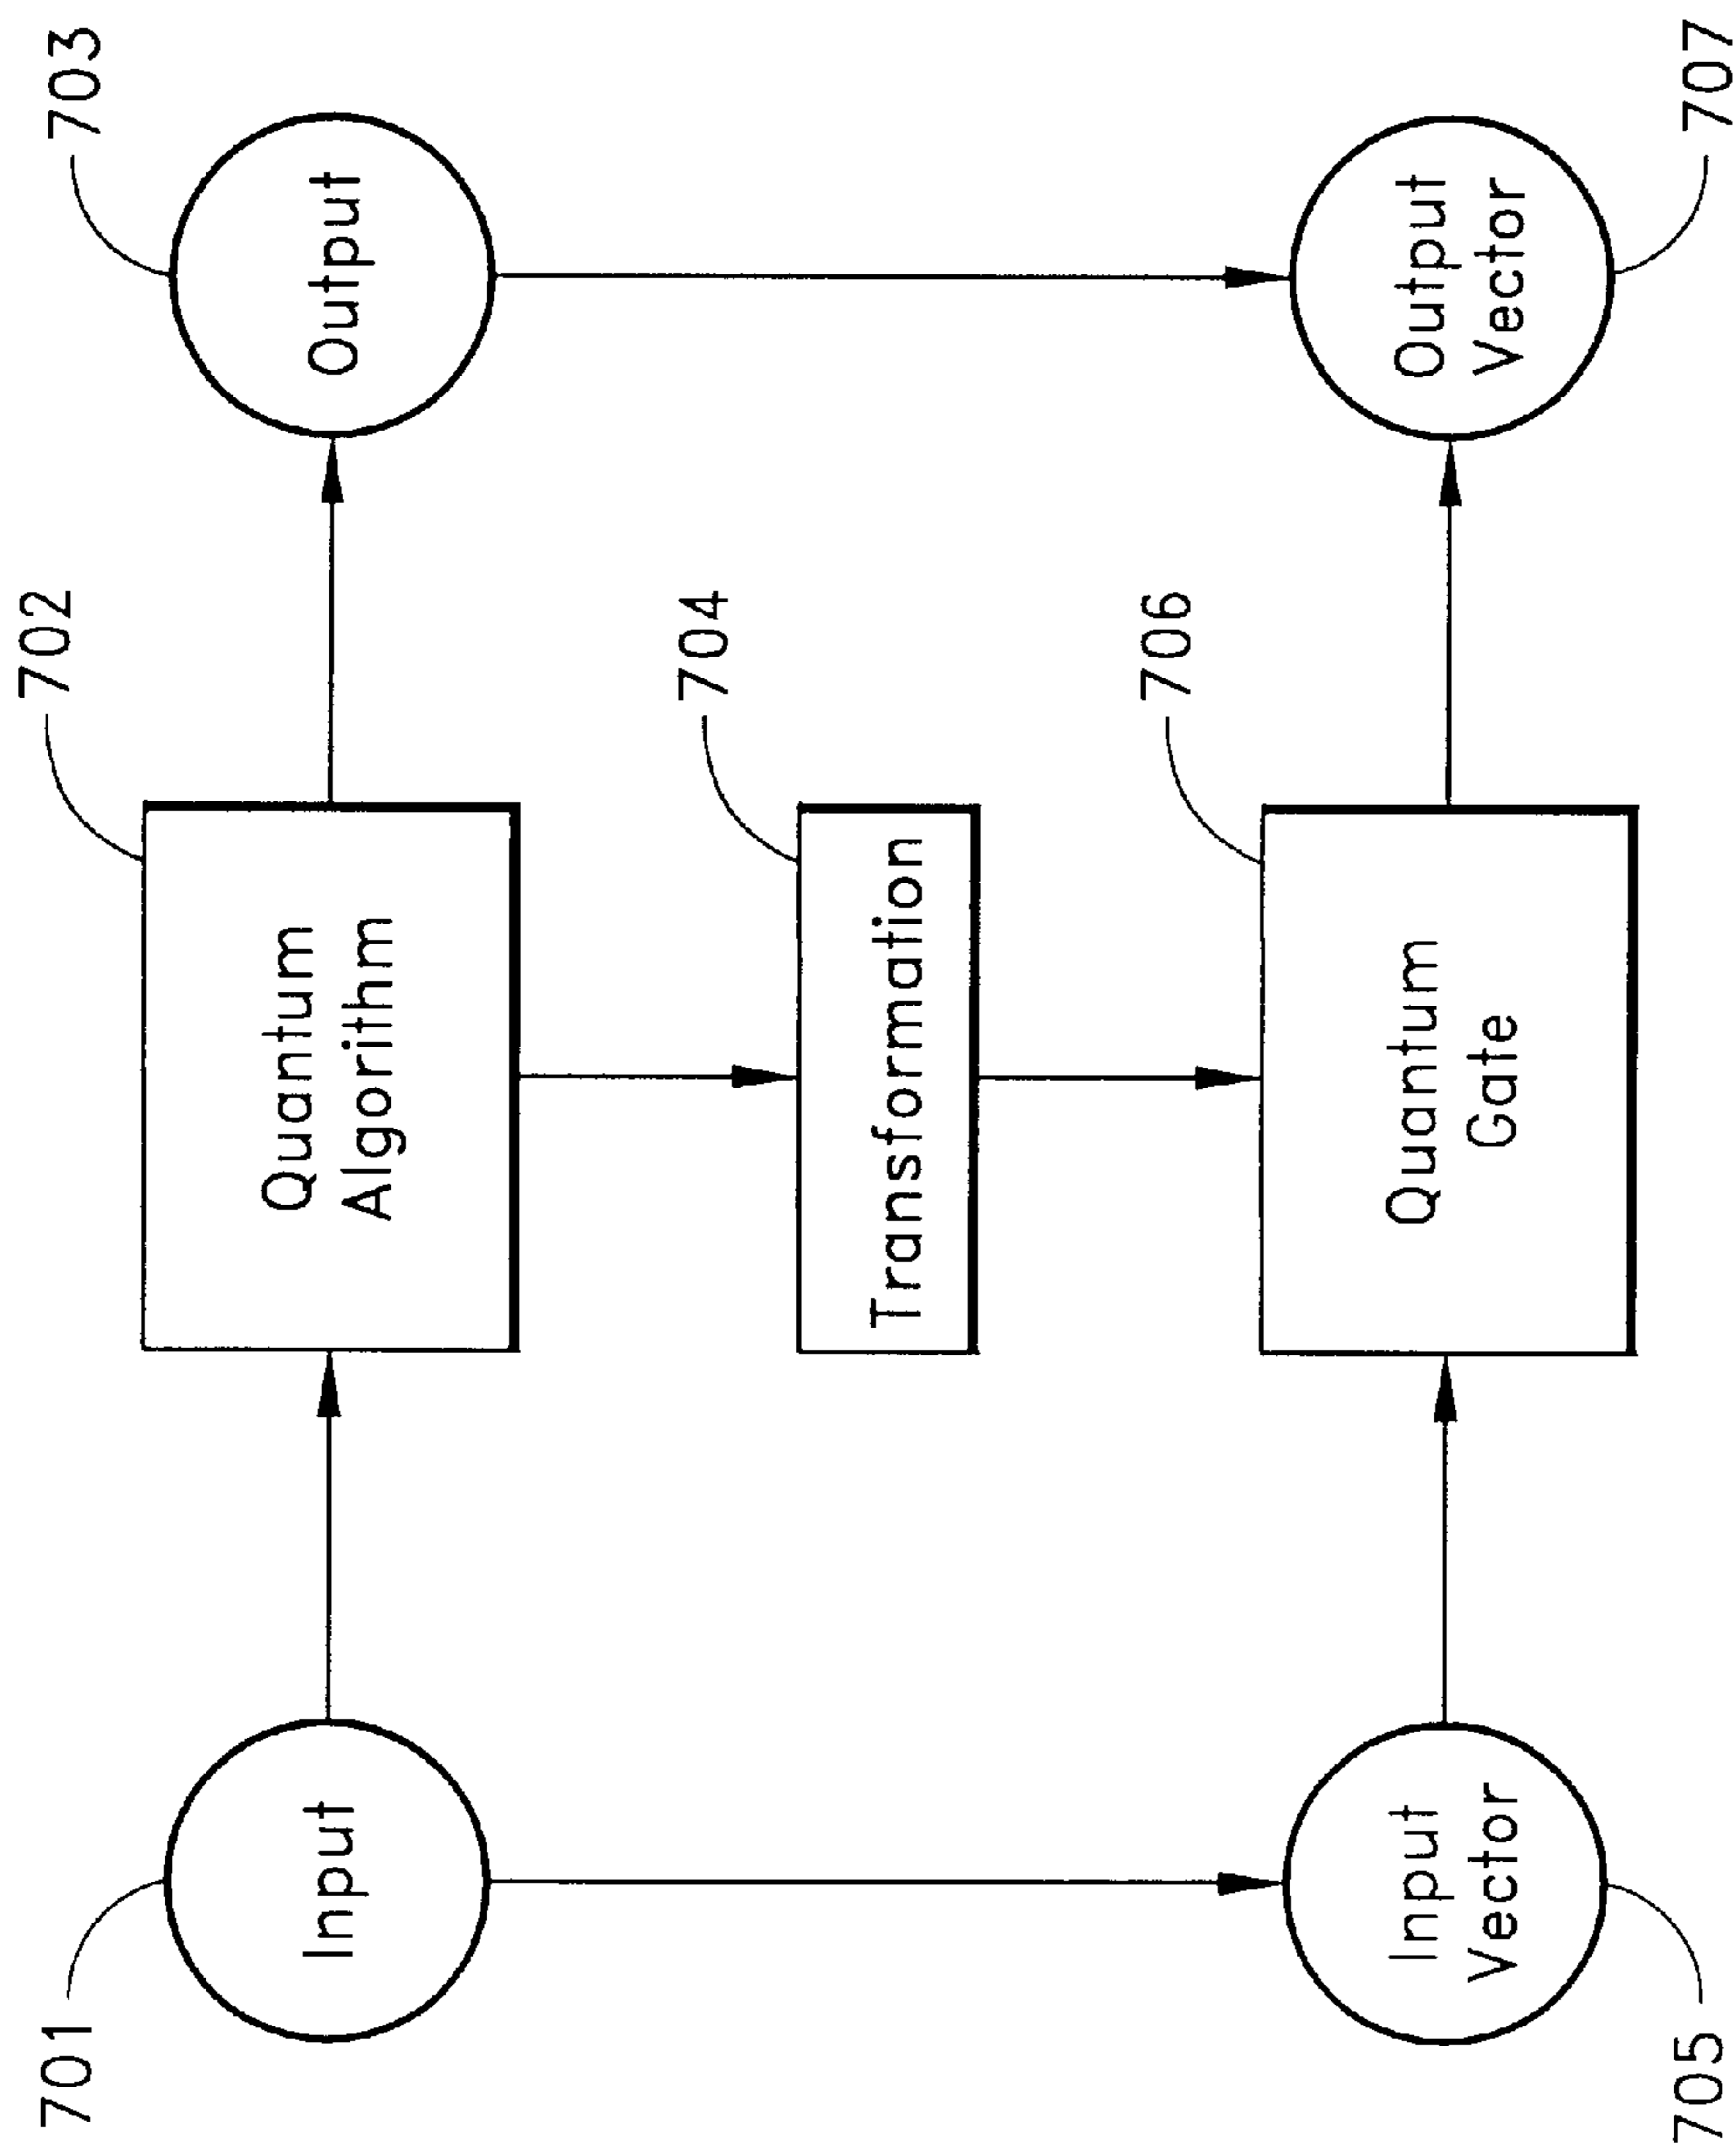 701
702
703
Input
Quantum
Algorithm
Output
704
Transformation
706
Input
Vector
Quantum
Gate
Output
Vector
705
707